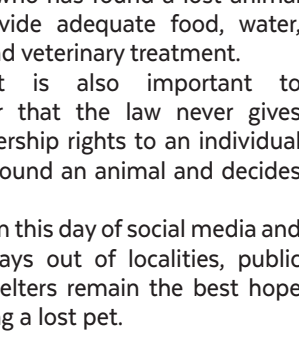 who has found a lost animal
vide adequate food, water,
d veterinary treatment.
t is also important to
r that the law never gives
ership rights to an individual
ound an animal and decides
n this day of social media and
ays out of localities, public
elters remain the best hope
g a lost pet.